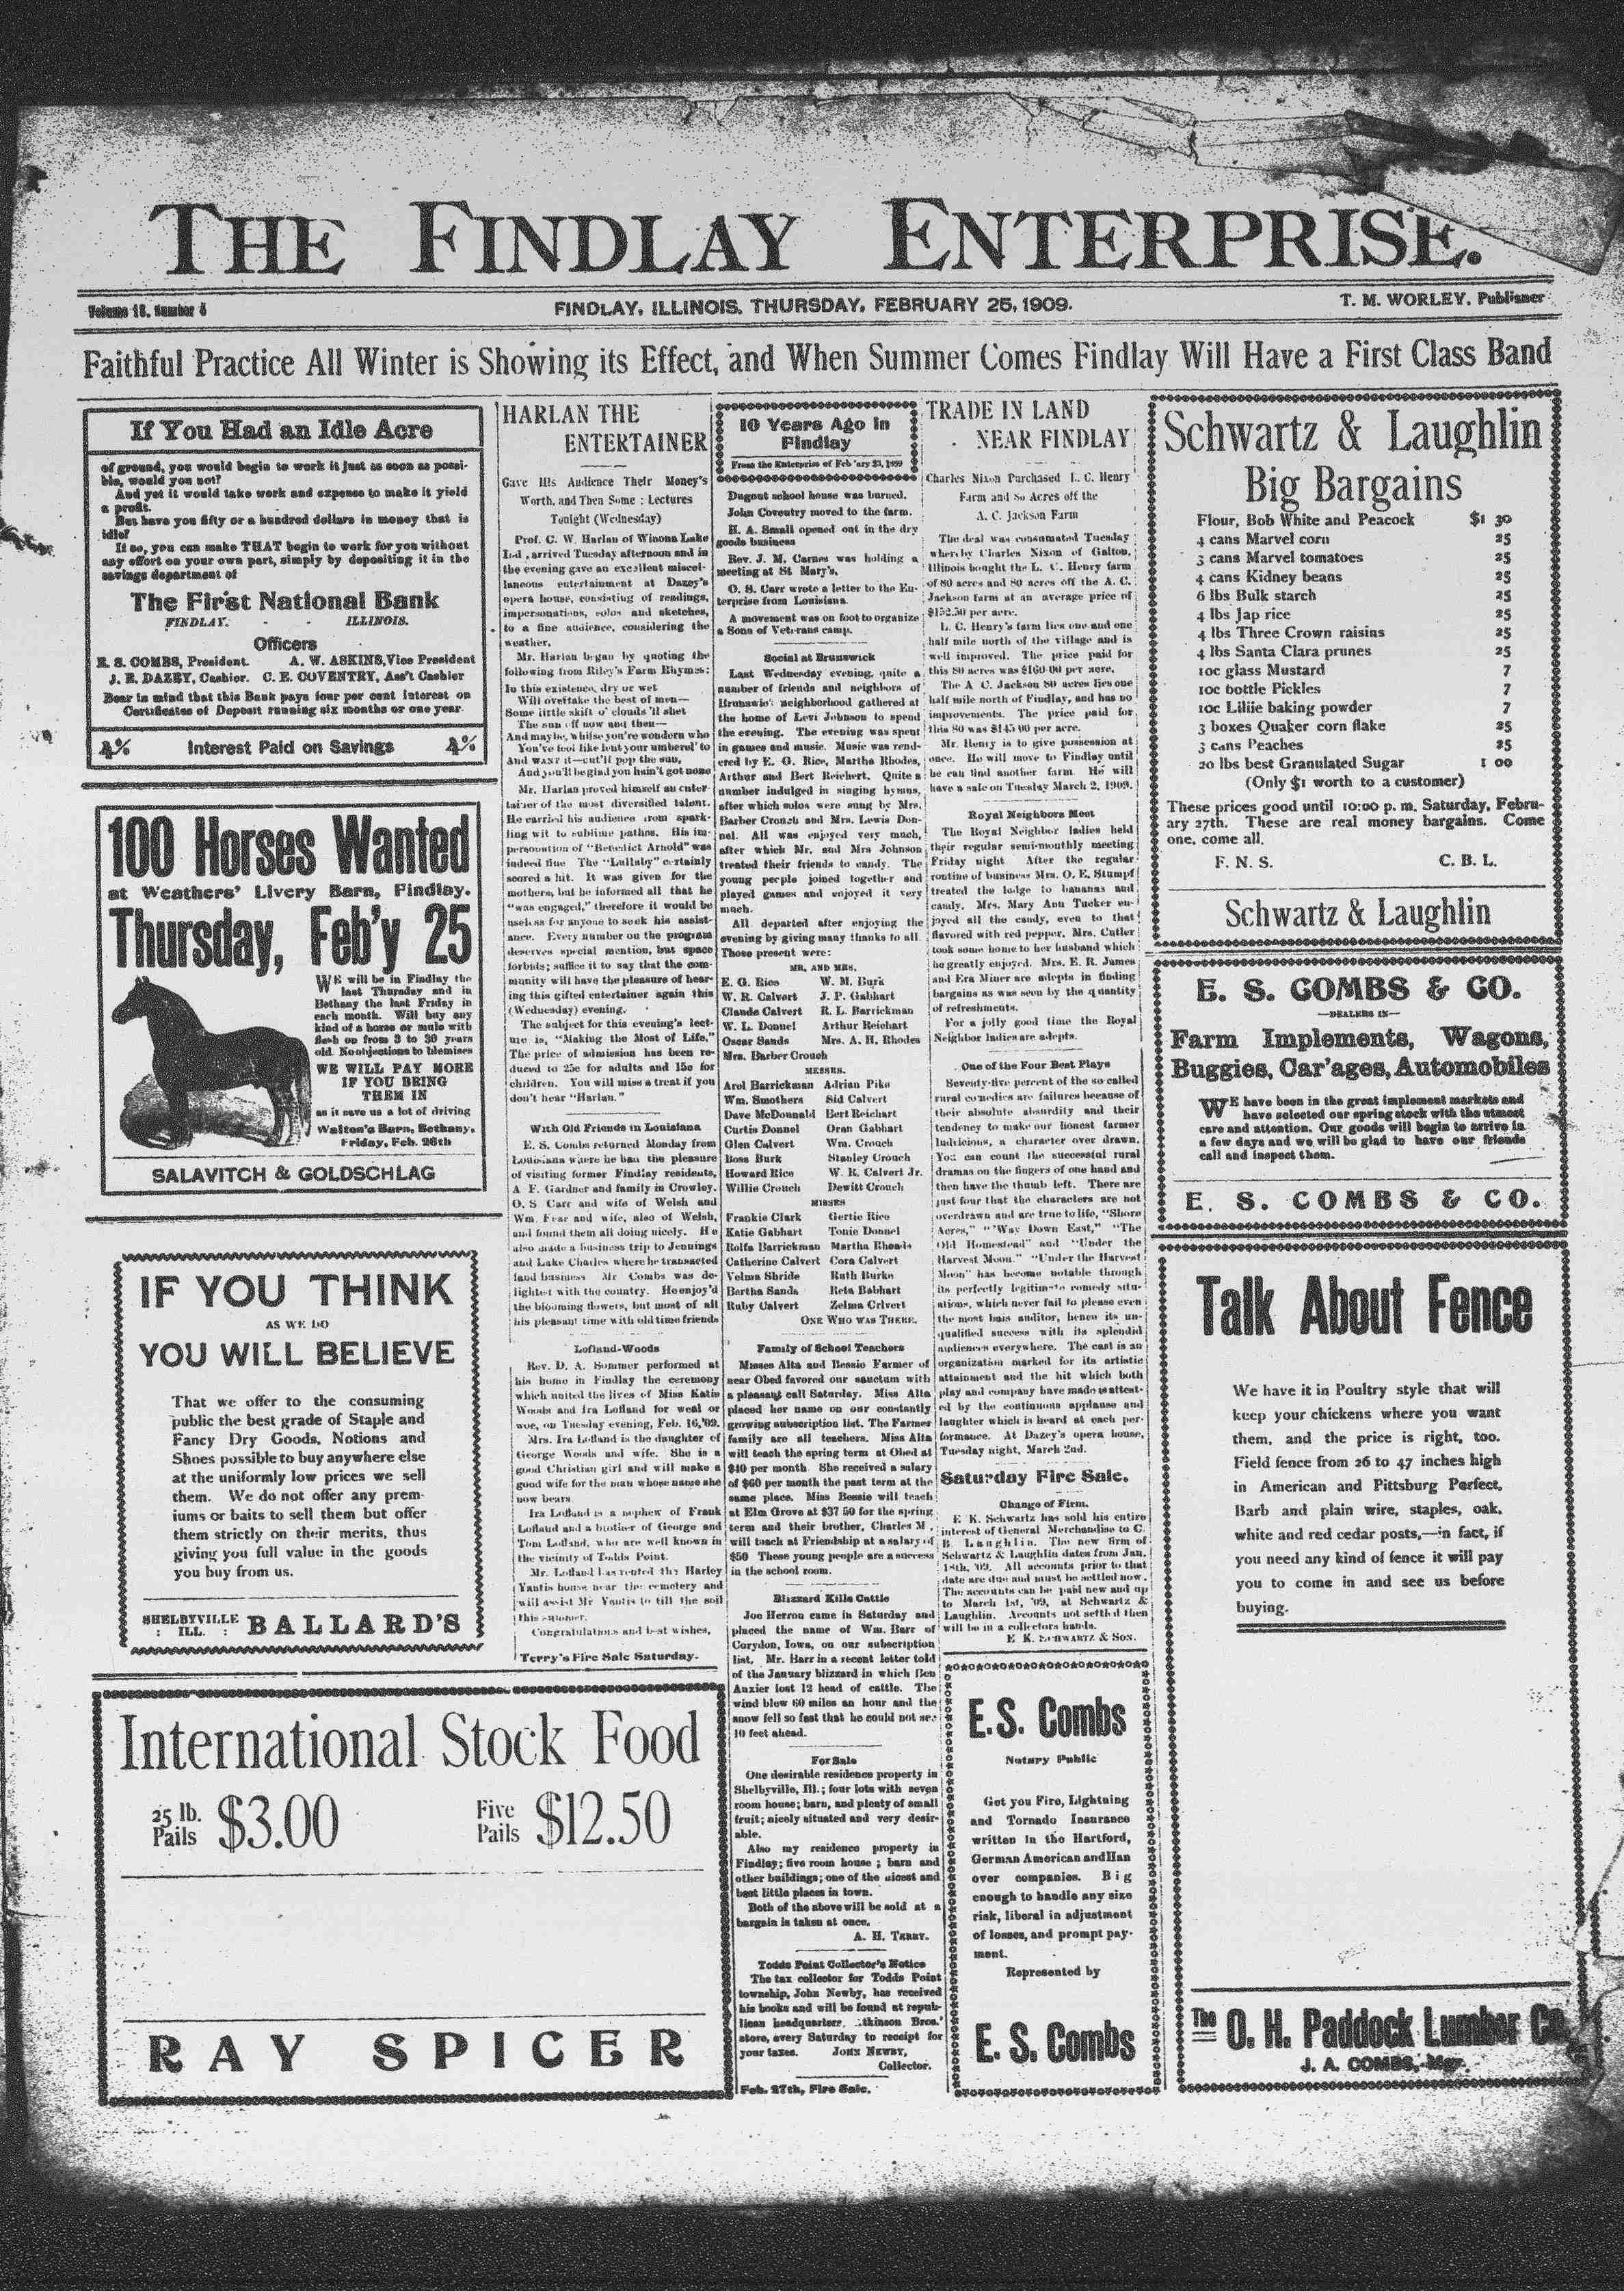 THE FINDLAY ENTERPRISE.
Volume 18, Number
FINDLAY, ILLINOIS, THURSDAY, FEBRUARY 25, 1909.
T. M. WORLEY, Publisher
Faithful Practice All Winter is Showing its Effect, and When Summer Comes Findlay Will Have a First Class Band
If You Had an Idle Acre
of ground, you would begin to work it just as soon as possi-
ble, would you not?
And yet it would take work and expense to make it yield
a profit.
But have you fifty or a hundred dollars in money that is
idle?
If so, you can make THAT begin to work for you without
any effort on your own part, simply by depositing it in the
savings department of
The First National Bank
FINDLAY. - - ILLINOIS.
Officers
E. S. COMBS, President. A. W. ASKINS, Vice President
J. E. DAZEY, Cashier. C. E. COVENTRY, Ass't Cashier
Bear in mind that this Bank pays four per cent interest on
Certificates of Deposit running six months or one year.
4% Interest Paid on Savings 4%
100 Horses Wanted
at Weathers' Livery Barn, Findlay.
Thursday, Feb'y 25
WE will be in Findlay the
last Thursday and in
Bethany the last Friday in
each month. Will buy any
kind of a horse or mule with
flesh on from 3 to 30 years
old. No objections to blemises
WE WILL PAY MORE
IF YOU BRING
THEM IN
as it save us a lot of driving
Walton's Barn, Bethany,
Friday, Feb. 26th
SALAVITCH & GOLDSCHLAG
IF YOU THINK
AS WE DO
YOU WILL BELIEVE
That we offer to the consuming
public the best grade of Staple and
Fancy Dry Goods, Notions and
Shoes possible to buy anywhere else
at the uniformly low prices we sell
them. We do not offer any prem-
iums or baits to sell them but offer
them strictly on their merits, thus
giving you full value in the goods
you buy from us.
SHELBYVILLE
: ILL. :
BALLARD'S
International Stock Food
25 lb. Pails $3.00 Five Pails $12.50
RAY SPICER
HARLAN THE
ENTERTAINER
Gave His Audience Their Money's
Worth, and Then Some : Lectures
Tonight (Wednesday)
Prof. C. W. Harlan of Winona Lake
Ind., arrived Tuesday afternoon and in
the evening gave an excellent miscel-
laneous entertainment at Dazey's
opera house, consisting of readings,
impersonations, solos and sketches,
to a fine audience, considering the
weather.
Mr. Harlan began by quoting the
following from Riley's Farm Rhymes:
In this existence, dry or wet
Will overtake the best of men—
Some little skift o' clouds 'll shet
The sun off now and then—
And maybe, whilse you're wondern who
You've fool like lent your umberel' to
And WANT it—out'll pop the sun,
And you'll be glad you hain't got none
Mr. Harlan proved himself an enter-
tainer of the most diversified talent.
He carried his audience from spark-
ling wit to sublime pathos. His im-
personation of "Benedict Arnold" was
indeed fine The "Lullaby" certainly
scored a hit. It was given for the
mothers, but he informed all that he
"was engaged," therefore it would be
useless for anyone to seek his assist-
ance. Every number on the program
deserves special mention, but space
forbids; suffice it to say that the com-
munity will have the pleasure of hear-
ing this gifted entertainer again this
(Wednesday) evening.
The subject for this evening's lect-
ure is, "Making the Most of Life."
The price of admission has been re-
duced to 25c for adults and 15c for
children. You will miss a treat if you
don't hear "Harlan."
With Old Friends in Louisiana
E. S. Combs returned Monday from
Louisiana where he had the pleasure
of visiting former Findlay residents,
A F. Gardner and family in Crowley,
O. S Carr and wife of Welsh and
Wm. Fear and wife, also of Welsh,
and found them all doing nicely. He
also made a business trip to Jennings
and Lake Charles where he transacted
land business Mr Combs was de-
lighted with the country. He enjoy'd
the blooming flowers, but most of all
his pleasant time with old time friends
Lofland-Woods
Rev. D. A. Sommer performed at
his home in Findlay the ceremony
which united the lives of Miss Katie
Woods and Ira Lofland for weal or
woe, on Tuesday evening, Feb. 16,'09.
Mrs. Ira Lofland is the daughter of
George Woods and wife. She is a
good Christian girl and will make a
good wife for the man whose name she
now bears
Ira Lofland is a nephew of Frank
Lofland and a brother of George and
Tom Lofland, who are well known in
the vicinity of Todds Point.
Mr. Lofland has rented the Harley
Yantis house near the cemetery and
will assist Mr Yantis to till the soil
this summer.
Congratulations and best wishes,
Terry's Fire Sale Saturday.
10 Years Ago In
Findlay
From the Enterprise of Feb'ary 23, 1899
Dugout school house was burned.
John Coventry moved to the farm.
H. A. Small opened out in the dry
goods business
Rev. J. M. Carnes was holding a
meeting at St Mary's.
O. S. Carr wrote a letter to the En-
terprise from Louisiana.
A movement was on foot to organize
a Sons of Veterans camp.
Social at Brunswick
Last Wednesday evening, quite a
number of friends and neighbors of
Brunswic' neighborhood gathered at
the home of Levi Johnson to spend
the evening. The evening was spent
in games and music. Music was rend-
ered by E. G. Rice, Martha Rhodes,
Arthur and Bert Reichert. Quite a
number indulged in singing hymns,
after which solos were sung by Mrs.
Barber Crouch and Mrs. Lewis Don-
nel. All was enjoyed very much,
after which Mr. and Mrs Johnson
treated their friends to candy. The
young people joined together and
played games and enjoyed it very
much.
All departed after enjoying the
evening by giving many thanks to all.
Those present were:
MR. AND MRS.
E. G. Rice W. M. Burk
W. R. Calvert J. P. Gabhart
Claude Calvert R. L. Barrickman
W. L. Donnel Arthur Reichart
Oscar Sands Mrs. A. H. Rhodes
Mrs. Barber Crouch
MESSRS.
Arol Barrickman Adrian Pike
Wm. Smothers Sid Calvert
Dave McDonnald Bert Reichart
Curtis Donnel Oran Gabhart
Glen Calvert Wm. Crouch
Boss Burk Stanley Crouch
Howard Rice W. R. Calvert Jr.
Willie Crouch Dewitt Crouch
MISSES
Frankie Clark Gertie Rice
Katie Gabhart Tonie Donnel
Rolfa Barrickman Martha Rhoads
Catherine Calvert Cora Calvert
Velma Shride Ruth Burke
Bertha Sands Reta Babhart
Ruby Calvert Zelma Crlvert
ONE WHO WAS THERE.
Family of School Teachers
Misses Alta and Bessie Farmer of
near Obed favored our sanctum with
a pleasant call Saturday. Miss Alta
placed her name on our constantly
growing subscription list. The Farmer
family are all teachers. Miss Alta
will teach the spring term at Obed at
$40 per month She received a salary
of $60 per month the past term at the
same place. Miss Bessie will teach
at Elm Grove at $37 50 for the spring
term and their brother, Charles M,
will teach at Friendship at a salary of
$50 These young people are a success
in the school room.
Blizzard Kills Cattle
Joe Herron came in Saturday and
placed the name of Wm. Barr of
Corydon, Iowa, on our subscription
list. Mr. Barr in a recent letter told
of the January blizzard in which Ben
Auxier lost 12 head of cattle. The
wind blew 60 miles an hour and the
snow fell so fast that he could not see
10 feet ahead.
For Sale
One desirable residence property in
Shelbyville, Ill.; four lots with seven
room house; barn, and plenty of small
fruit; nicely situated and very desir-
able.
Also my residence property in
Findlay; five room house ; barn and
other buildings; one of the nicest and
best little places in town.
Both of the above will be sold at a
bargain is taken at once.
A. H. TERRY.
Todds Point Collector's Notice
The tax collector for Todds Point
township, John Newby, has received
his books and will be found at repub-
lican headquarters, Atkinson Bros.'
store, every Saturday to receipt for
your taxes. JOHN NEWBY,
Collector.
Feb. 27th, Fire Sale.
TRADE IN LAND
NEAR FINDLAY
Charles Nixon Purchased L. C. Henry
Farm and 80 Acres off the
A. C. Jackson Farm
The deal was consumated Tuesday
whereby Charles Nixon of Galton,
Illinois bought the L. C. Henry farm
of 80 acres and 80 acres off the A. C.
Jackson farm at an average price of
$152.50 per acre.
L. C. Henry's farm lies one and one
half mile north of the village and is
well improved. The price paid for
this 80 acres was $160 00 per acre.
The A C. Jackson 80 acres lies one
half mile north of Findlay, and has no
improvements. The price paid for
this 80 was $145 00 per acre.
Mr. Henry is to give possession at
once. He will move to Findlay until
he can find another farm. He will
have a sale on Tuesday March 2, 1909.
Royal Neighbors Meet
The Royal Neighbor ladies held
their regular semi-monthly meeting
Friday night After the regular
routine of business Mrs. O. E. Stumpf
treated the lodge to bananas and
candy. Mrs. Mary Ann Tucker en-
joyed all the candy, even to that
flavored with red pepper. Mrs. Cutler
took some home to her husband which
he greatly enjoyed. Mrs. E. R. James
and Era Miner are adepts in finding
bargains as was seen by the quantity
of refreshments.
For a jolly good time the Royal
Neighbor ladies are adepts.
One of the Four Best Plays
Seventy-five percent of the so-called
rural comedies are failures because of
their absolute absurdity and their
tendency to make our honest farmer
ludicious, a character over drawn.
You can count the successful rural
dramas on the fingers of one hand and
then have the thumb left. There are
just four that the characters are not
overdrawn and are true to life, "Shore
Acres," "Way Down East," "The
Old Homestead" and "Under the
Harvest Moon." "Under the Harvest
Moon" has become notable through
its perfectly legitimate comedy situ-
ations, which never fail to please even
the most bais auditor, hence its un-
qualified success with its splendid
audiences everywhere. The cast is an
organization marked for its artistic
attainment and the hit which both
play and company have made is attest-
ed by the continuous applause and
laughter which is heard at each per-
formance. At Dazey's opera house,
Tuesday night, March 2nd.
Saturday Fire Sale.
Change of Firm.
E K. Schwartz has sold his entire
interest of General Merchandise to C.
B. Laughlin. The new firm of
Schwartz & Laughlin dates from Jan.
18th, '09. All accounts prior to that
date are due and must be settled now.
The accounts can be paid new and up
to March 1st, '09, at Schwartz &
Laughlin. Accounts not settled then
will be in a collectors hands.
E K. SCHWARTZ & SON.
E.S. Combs
Notary Public
Got you Fire, Lightning
and Tornado Insurance
written in the Hartford,
German American and Han
over companies. Big
enough to handle any size
risk, liberal in adjustment
of losses, and prompt pay-
ment.
Represented by
E. S. Combs
Schwartz & Laughlin
Big Bargains
Flour, Bob White and Peacock $1 30
4 cans Marvel corn 25
3 cans Marvel tomatoes 25
4 cans Kidney beans 25
6 lbs Bulk starch 25
4 lbs Jap rice 25
4 lbs Three Crown raisins 25
4 lbs Santa Clara prunes 25
10c glass Mustard 7
10c bottle Pickles 7
10c Lillie baking powder 7
3 boxes Quaker corn flake 25
3 cans Peaches 25
20 lbs best Granulated Sugar 1 00
(Only $1 worth to a customer)
These prices good until 10:00 p. m. Saturday, Febru-
ary 27th. These are real money bargains. Come
one, come all.
F. N. S. C. B. L.
Schwartz & Laughlin
E. S. COMBS & CO.
—DEALERS IN—
Farm Implements, Wagons,
Buggies, Car'ages, Automobiles
WE have been in the great implement markets and
have selected our spring stock with the utmost
care and attention. Our goods will begin to arrive in
a few days and we will be glad to have our friends
call and inspect them.
E. S. COMBS & CO.
Talk About Fence
We have it in Poultry style that will
keep your chickens where you want
them, and the price is right, too.
Field fence from 26 to 47 inches high
in American and Pittsburg Perfect,
Barb and plain wire, staples, oak,
white and red cedar posts,—in fact, if
you need any kind of fence it will pay
you to come in and see us before
buying.
The O. H. Paddock Lumber Co.
J. A. COMBS, Mgr.